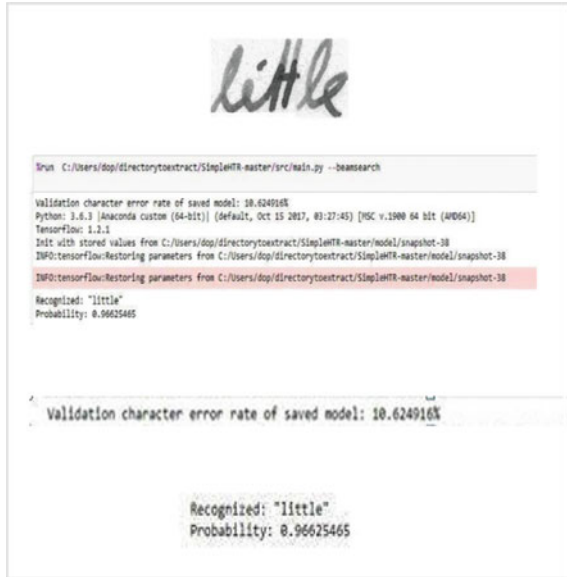 little
%run C:/Users/dop/directorytoextract/SimpleHTR-master/src/main.py --beamsearch
Validation character error rate of saved model: 10.624916%
Python: 3.6.3 |Anaconda custom (64-bit)| (default, Oct 15 2017, 03:27:45) [MSC v.1900 64 bit (AMD64)]
Tensorflow: 1.2.1
Init with stored values from C:/Users/dop/directorytoextract/SimpleHTR-master/model/snapshot-38
INFO:tensorflow:Restoring parameters from C:/Users/dop/directorytoextract/SimpleHTR-master/model/snapshot-38
INFO:tensorflow:Restoring parameters from C:/Users/dop/directorytoextract/SimpleHTR-master/model/snapshot-38
Recognized: "little"
Probability: 0.96625465
Validation character error rate of saved model: 10.624916%
Recognized: "little"
Probability: 0.96625465